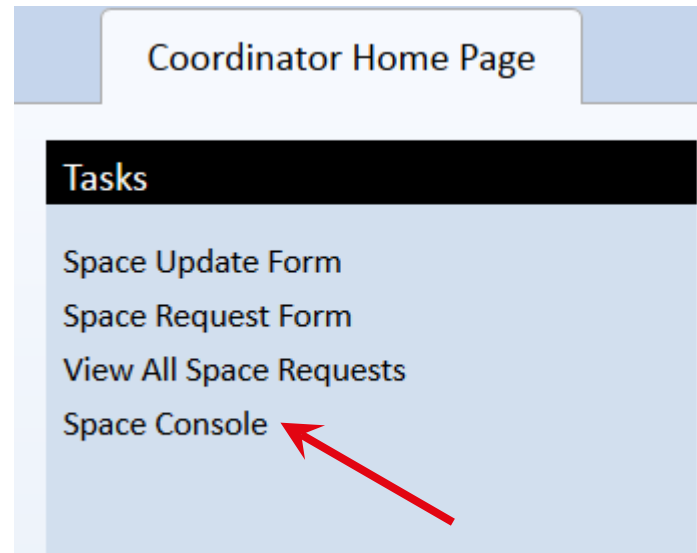 Coordinator Home Page
Tasks
Space Update Form
Space Request Form
View All Space Requests
Space Console